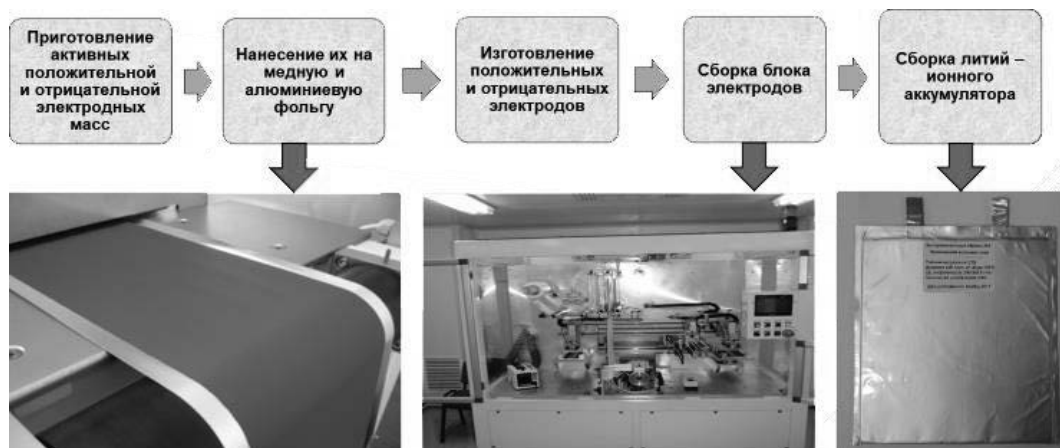 Приготовление
активных
положительной
и отрицательной
электродных
масс
Нанесение их на
медную и
алюминиевую
фольгу
Изготовление
положительных
и отрицательных
электродов
Сборка блока
электродов
Сборка литий –
ионного
аккумулятора